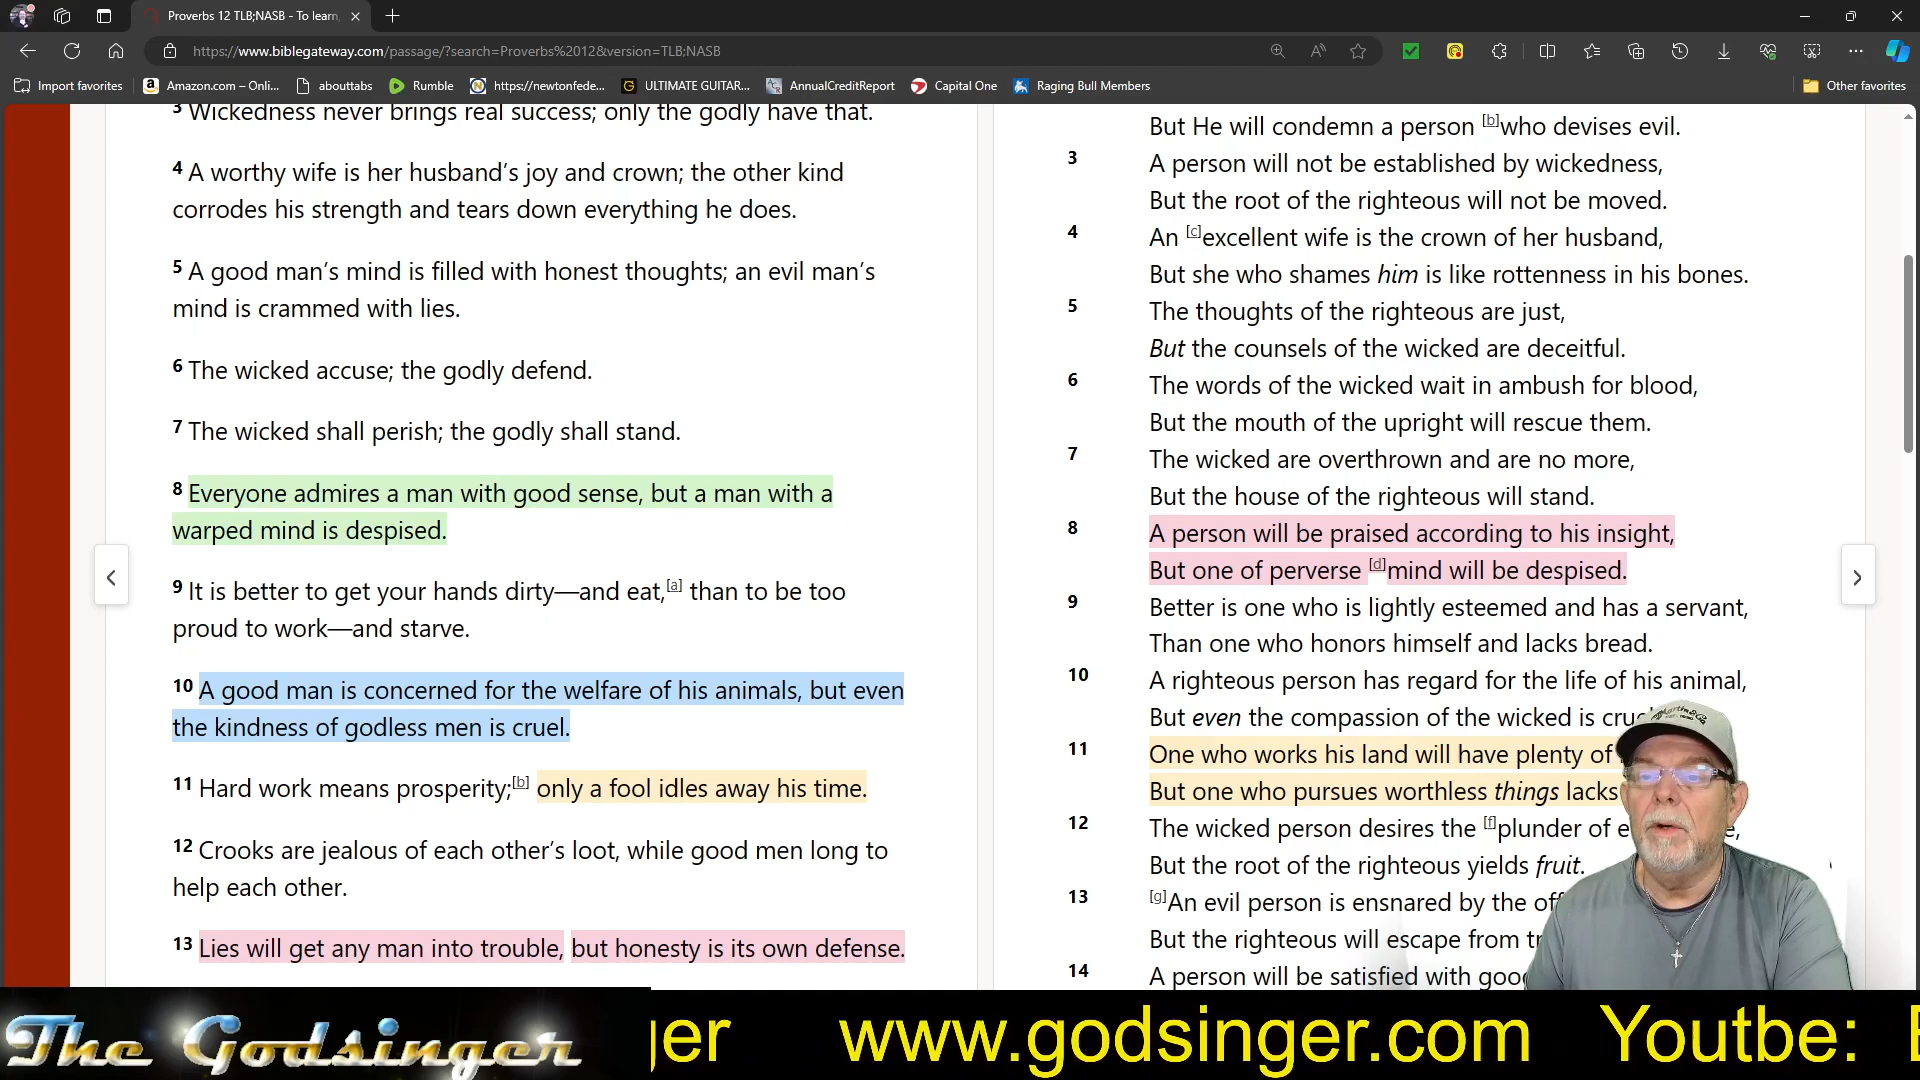 Proverbs 12 TLB;NASB - To learn,
https://www.biblegateway.com/passage/?search=Proverbs%2012&version=TLB;NASB
Import favorites
Amazon.com – Onli...
abouttabs
Rumble
https://newtonfede...
ULTIMATE GUITAR...
AnnualCreditReport
Capital One
Raging Bull Members
Other favorites
3 Wickedness never brings real success; only the godly have that.
4 A worthy wife is her husband’s joy and crown; the other kind
corrodes his strength and tears down everything he does.
5 A good man’s mind is filled with honest thoughts; an evil man’s
mind is crammed with lies.
6 The wicked accuse; the godly defend.
7 The wicked shall perish; the godly shall stand.
8 Everyone admires a man with good sense, but a man with a
warped mind is despised.
9 It is better to get your hands dirty—and eat,[a] than to be too
proud to work—and starve.
10 A good man is concerned for the welfare of his animals, but even
the kindness of godless men is cruel.
11 Hard work means prosperity;[b] only a fool idles away his time.
12 Crooks are jealous of each other’s loot, while good men long to
help each other.
13 Lies will get any man into trouble, but honesty is its own defense.
But He will condemn a person [b]who devises evil.
3 A person will not be established by wickedness,
But the root of the righteous will not be moved.
4 An [c]excellent wife is the crown of her husband,
But she who shames him is like rottenness in his bones.
5 The thoughts of the righteous are just,
But the counsels of the wicked are deceitful.
6 The words of the wicked wait in ambush for blood,
But the mouth of the upright will rescue them.
7 The wicked are overthrown and are no more,
But the house of the righteous will stand.
8 A person will be praised according to his insight,
But one of perverse [d]mind will be despised.
9 Better is one who is lightly esteemed and has a servant,
Than one who honors himself and lacks bread.
10 A righteous person has regard for the life of his animal,
But even the compassion of the wicked is
11 One who works his land will have plenty of
But one who pursues worthless things lacks
12 The wicked person desires the [f]plunder of
But the root of the righteous yields fruit.
13 [g]An evil person is ensnared by the
But the righteous will escape from
14 A person will be satisfied with
The Godsinger
ger www.godsinger.com Youtbe: